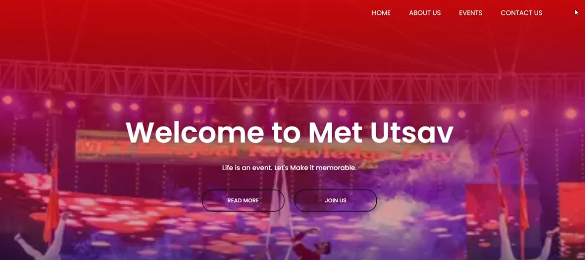 HOME ABOUT US EVENTS CONTACT US
Welcome to Met Utsav
Life is an event. Let's Make it memorable.
READ MORE JOIN US